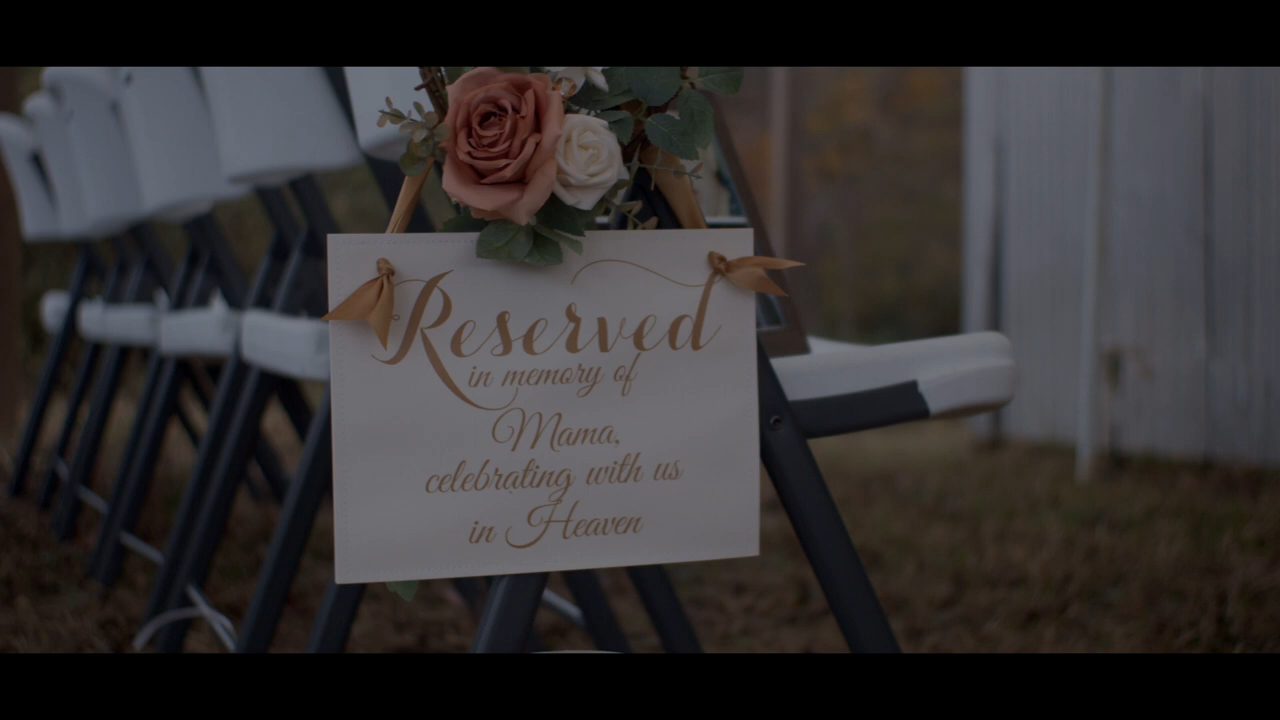 Reserved
in memory of
Mama,
celebrating with us
in Heaven